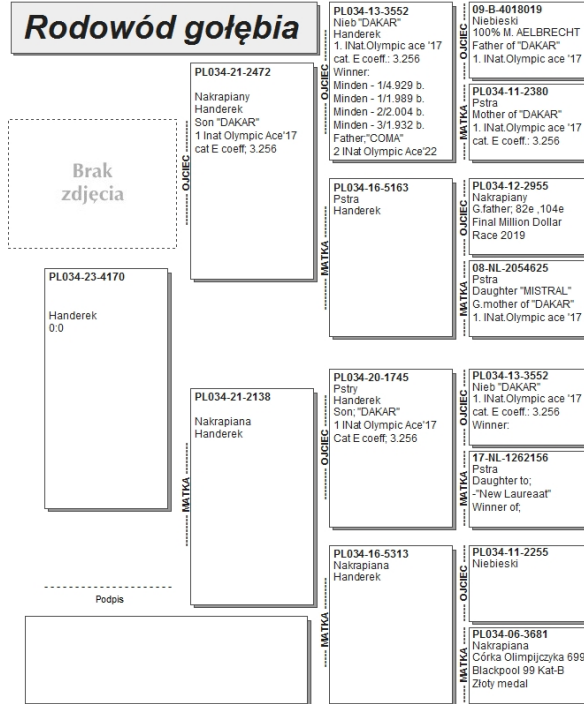 Rodowód gołębia
Brak
zdjęcia
PL034-23-4170
Handerek
0:0
Podpis
OJCIEC
PL034-21-2472
Nakrapiany
Handerek
Son "DAKAR"
1 Inat Olympic Ace'17
cat E coeff; 3.256
MATKA
PL034-21-2138
Nakrapiana
Handerek
OJCIEC
PL034-13-3552
Nieb "DAKAR"
Handerek
1. INat.Olympic ace '17
cat. E coeff.: 3.256
Winner:
Minden - 1/4.929 b.
Minden - 1/1.989 b.
Minden - 2/2.004 b.
Minden - 3/1.932 b.
Father;"COMA"
2 INat Olympic Ace'22
MATKA
PL034-16-5163
Pstra
Handerek
OJCIEC
PL034-20-1745
Pstry
Handerek
Son; "DAKAR"
1 INat Olympic Ace'17
Cat E coeff; 3.256
MATKA
PL034-16-5313
Nakrapiana
Handerek
OJCIEC
09-B-4018019
Niebieski
100% M. AELBRECHT
Father of "DAKAR"
1. INat.Olympic ace '17
MATKA
PL034-11-2380
Pstra
Mother of "DAKAR"
1. INat.Olympic ace '17
cat. E coeff.: 3.256
OJCIEC
PL034-12-2955
Nakrapiany
G.father; 82e ,104e
Final Million Dollar
Race 2019
MATKA
08-NL-2054625
Pstra
Daughter "MISTRAL"
G.mother of "DAKAR"
1. INat.Olympic ace '17
OJCIEC
PL034-13-3552
Nieb "DAKAR"
1. INat.Olympic ace '17
cat. E coeff.: 3.256
Winner:
MATKA
17-NL-1262156
Pstra
Daughter to;
-"New Laureaat"
Winner of;
OJCIEC
PL034-11-2255
Niebieski
MATKA
PL034-06-3681
Nakrapiana
Córka Olimpijczyka 699
Blackpool 99 Kat-B
Złoty medal